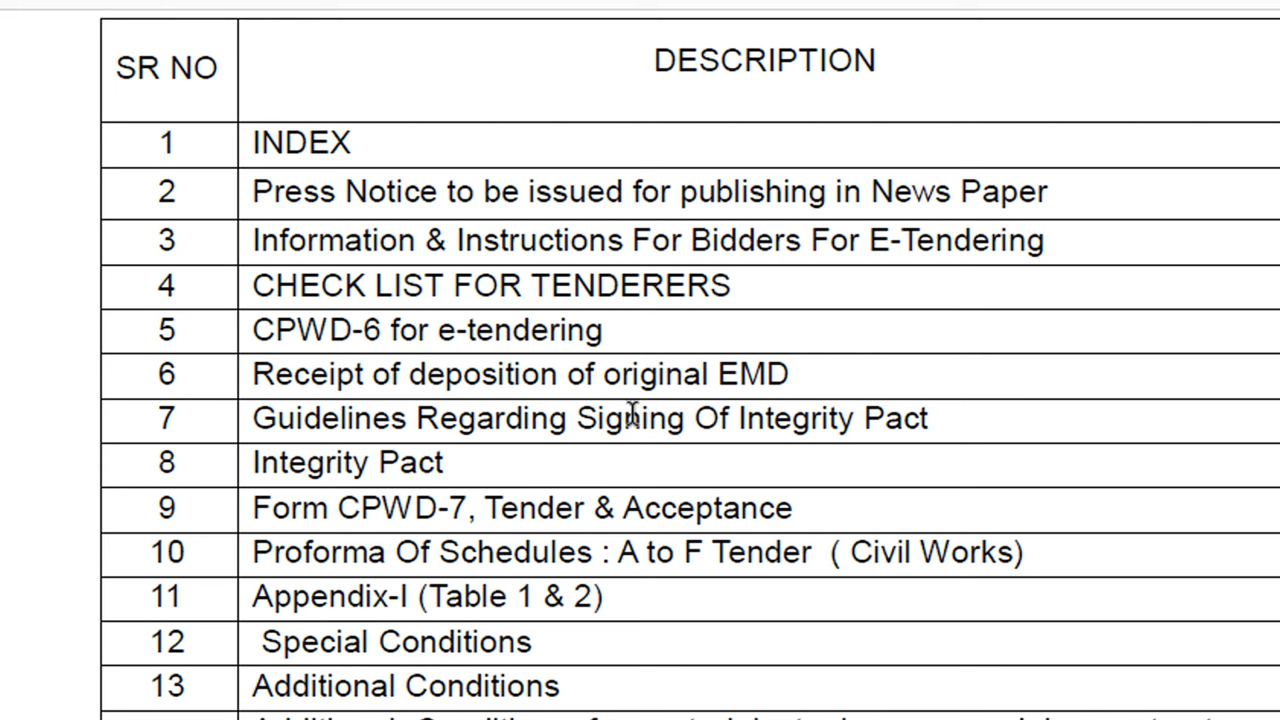 SR NO DESCRIPTION
1 INDEX
2 Press Notice to be issued for publishing in News Paper
3 Information & Instructions For Bidders For E-Tendering
4 CHECK LIST FOR TENDERERS
5 CPWD-6 for e-tendering
6 Receipt of deposition of original EMD
7 Guidelines Regarding Signing Of Integrity Pact
8 Integrity Pact
9 Form CPWD-7, Tender & Acceptance
10 Proforma Of Schedules : A to F Tender ( Civil Works)
11 Appendix-I (Table 1 & 2)
12 Special Conditions
13 Additional Conditions